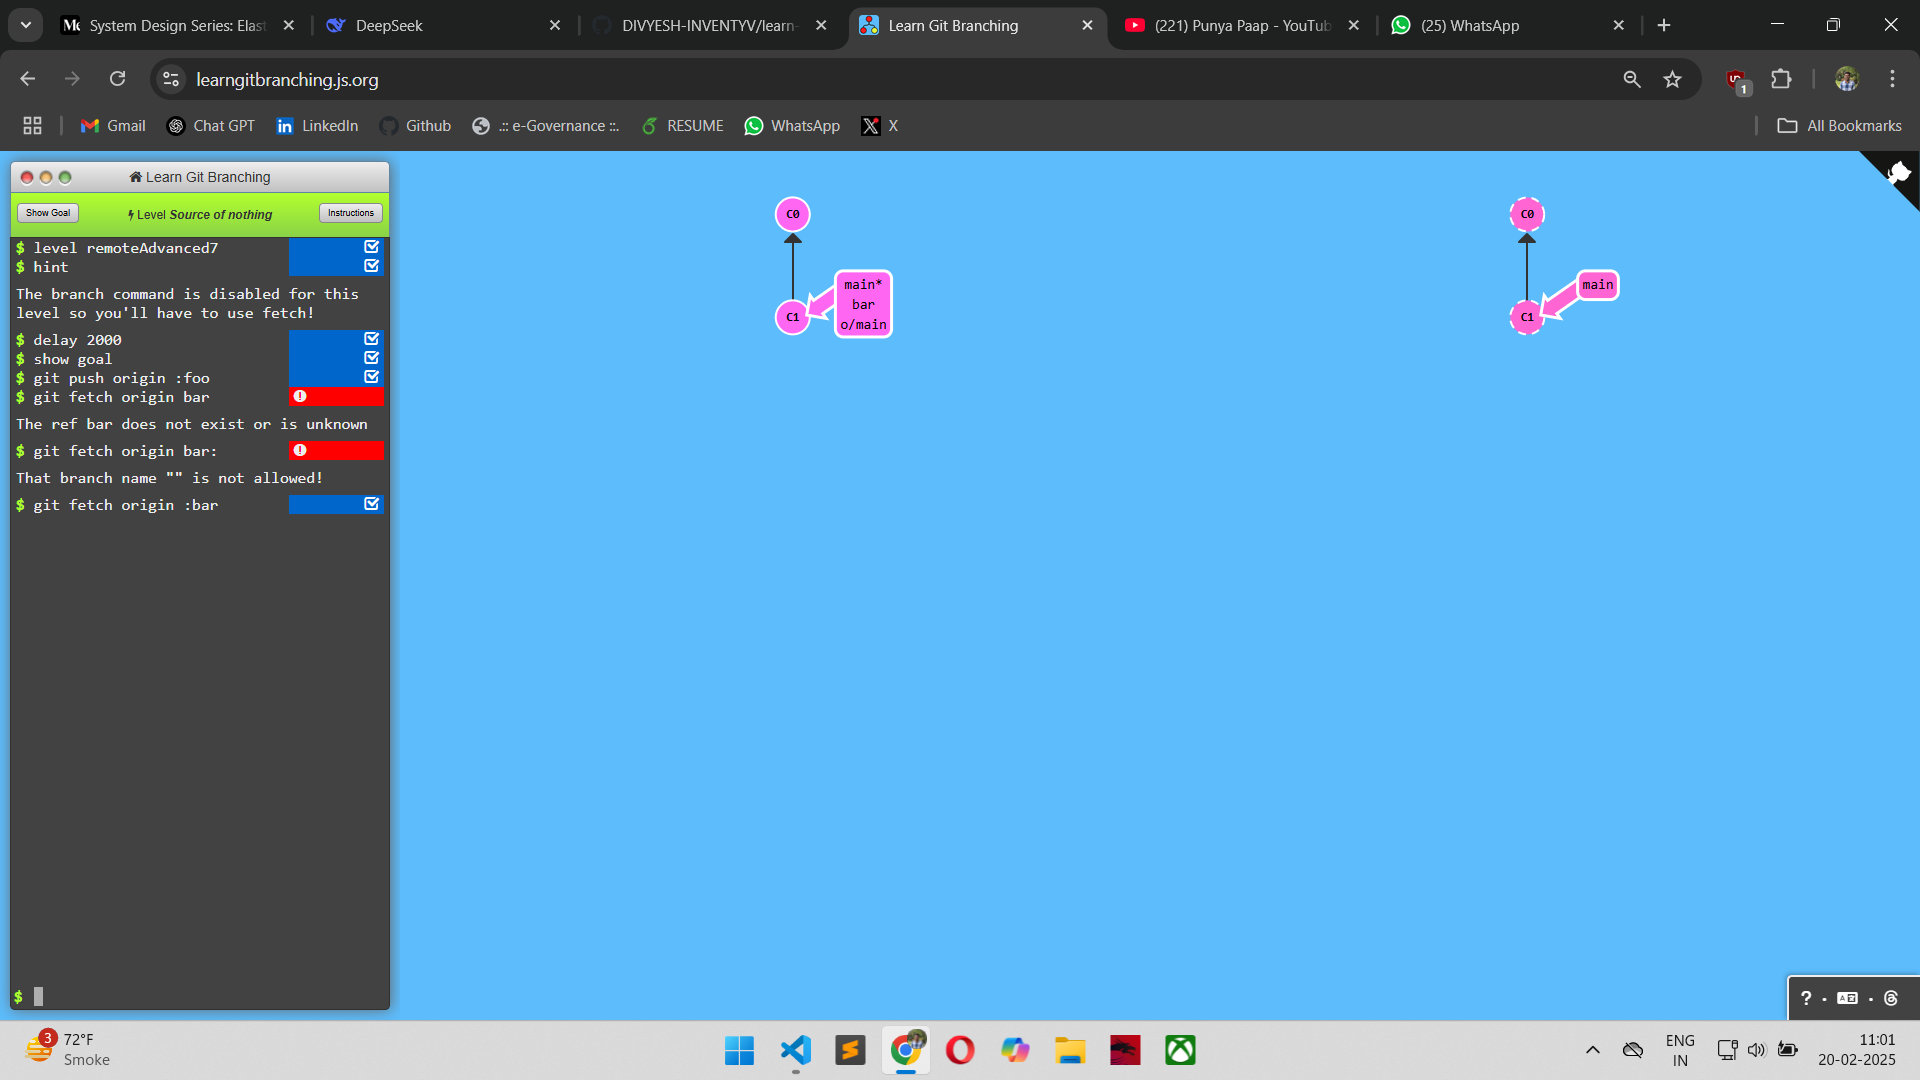 System Design Series: Elast
DeepSeek
DIVYESH-INVENTYV/learn-
Learn Git Branching
(221) Punya Paap - YouTub
(25) WhatsApp
learngitbranching.js.org
1
Gmail
Chat GPT
LinkedIn
Github
.:: e-Governance ::.
RESUME
WhatsApp
X
All Bookmarks
Learn Git Branching
Show Goal
Level Source of nothing
Instructions
$ level remoteAdvanced7
$ hint
The branch command is disabled for this
level so you'll have to use fetch!
$ delay 2000
$ show goal
$ git push origin :foo
$ git fetch origin bar
The ref bar does not exist or is unknown
$ git fetch origin bar:
That branch name "" is not allowed!
$ git fetch origin :bar
$
C0
C1
main*
bar
o/main
C0
C1
main
?
3
72°F
Smoke
ENG
IN
11:01
20-02-2025